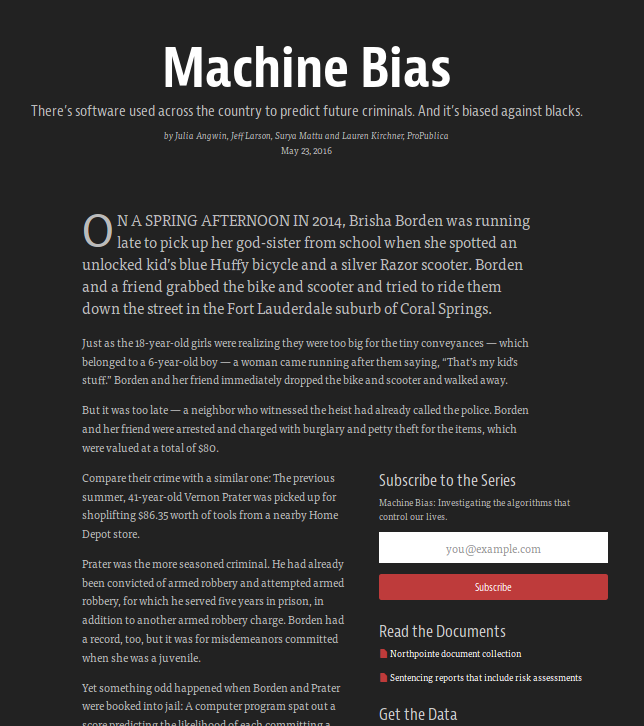 Machine Bias
There's software used across the country to predict future criminals. And it's biased against blacks.
by Julia Angwin, Jeff Larson, Surya Mattu and Lauren Kirchner, ProPublica
May 23, 2016
ON A SPRING AFTERNOON IN 2014, Brisha Borden was running
late to pick up her god-sister from school when she spotted an
unlocked kid's blue Huffy bicycle and a silver Razor scooter. Borden
and a friend grabbed the bike and scooter and tried to ride them
down the street in the Fort Lauderdale suburb of Coral Springs.
Just as the 18-year-old girls were realizing they were too big for the tiny conveyances — which
belonged to a 6-year-old boy — a woman came running after them saying, “That's my kid's
stuff.” Borden and her friend immediately dropped the bike and scooter and walked away.
But it was too late — a neighbor who witnessed the heist had already called the police. Borden
and her friend were arrested and charged with burglary and petty theft for the items, which
were valued at a total of $80.
Compare their crime with a similar one: The previous
summer, 41-year-old Vernon Prater was picked up for
shoplifting $86.35 worth of tools from a nearby Home
Depot store.
Prater was the more seasoned criminal. He had already
been convicted of armed robbery and attempted armed
robbery, for which he served five years in prison, in
addition to another armed robbery charge. Borden had
a record, too, but it was for misdemeanors committed
when she was a juvenile.
Yet something odd happened when Borden and Prater
were booked into jail: A computer program spat out a
score predicting the likelihood of each committing a
Subscribe to the Series
Machine Bias: Investigating the algorithms that
control our lives.
you@example.com
Subscribe
Read the Documents
Northpointe document collection
Sentencing reports that include risk assessments
Get the Data